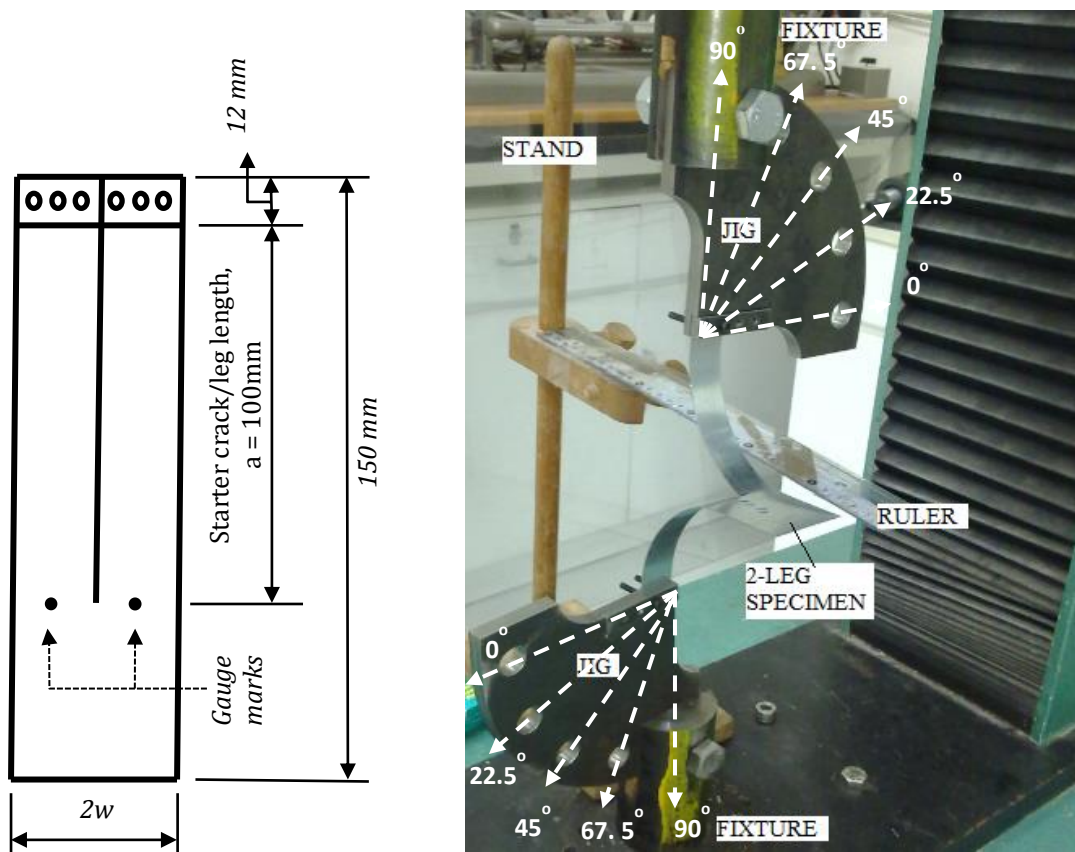 12 mm
Starter crack/leg length,
a = 100mm
150 mm
Gauge
marks
2w
FIXTURE
90°
67. 5°
45°
STAND
22.5°
JIG
0°
RULER
2-LEG
SPECIMEN
0°
JIG
22.5°
45°
67. 5°
90°
FIXTURE